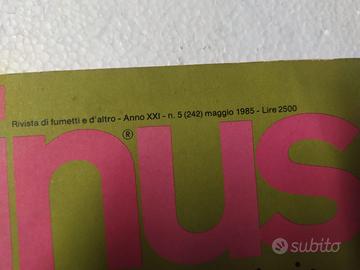 Rivista di fumetti e d'altro - Anno XXI - n. 5 (242) maggio 1985 - Lire 2500
inus
®
subito